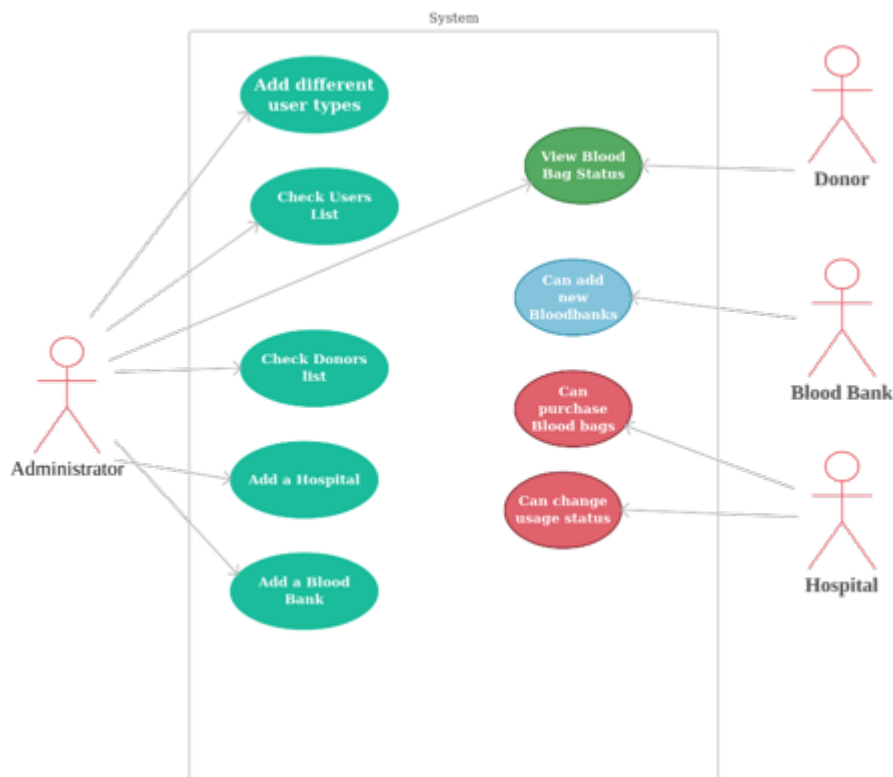 System
Add different
user types
Check Users
List
View Blood
Bag Status
Donor
Can add
new
Bloodbanks
Blood Bank
Check Donors
list
Can
purchase
Blood bags
Administrator
Add a Hospital
Can change
usage status
Hospital
Add a Blood
Bank